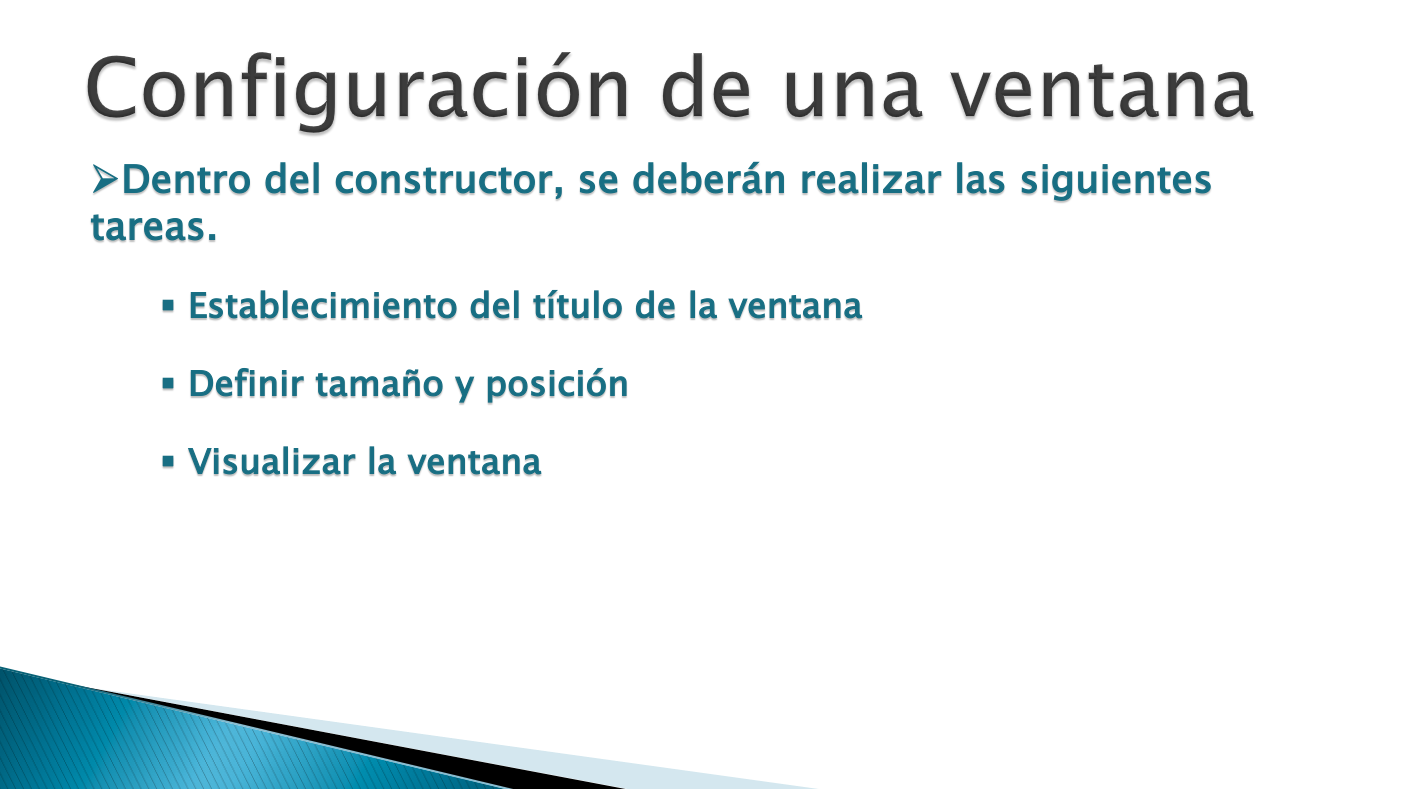 Configuración de una ventana
➢Dentro del constructor, se deberán realizar las siguientes
tareas.
▪ Establecimiento del título de la ventana
▪ Definir tamaño y posición
▪ Visualizar la ventana